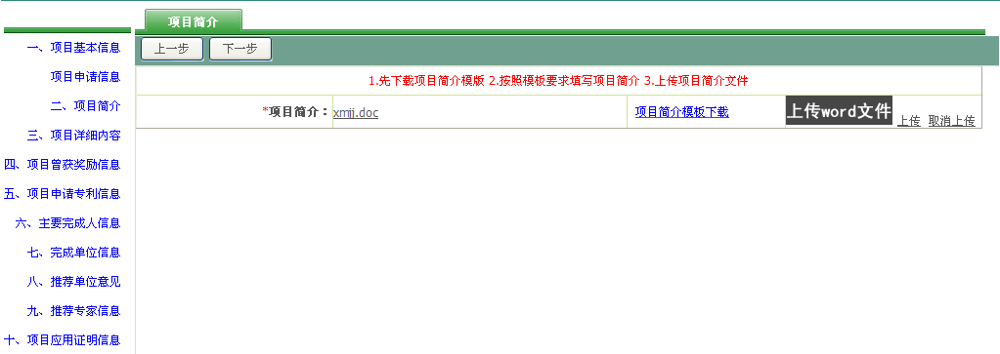 项目简介
上一步 下一步
1.先下载项目简介模版 2.按照模板要求填写项目简介 3.上传项目简介文件
*项目简介： xmjj.doc 项目简介模板下载 上传word文件 上传 取消上传
一、项目基本信息
项目申请信息
二、项目简介
三、项目详细内容
四、项目曾获奖励信息
五、项目申请专利信息
六、主要完成人信息
七、完成单位信息
八、推荐单位意见
九、推荐专家信息
十、项目应用证明信息